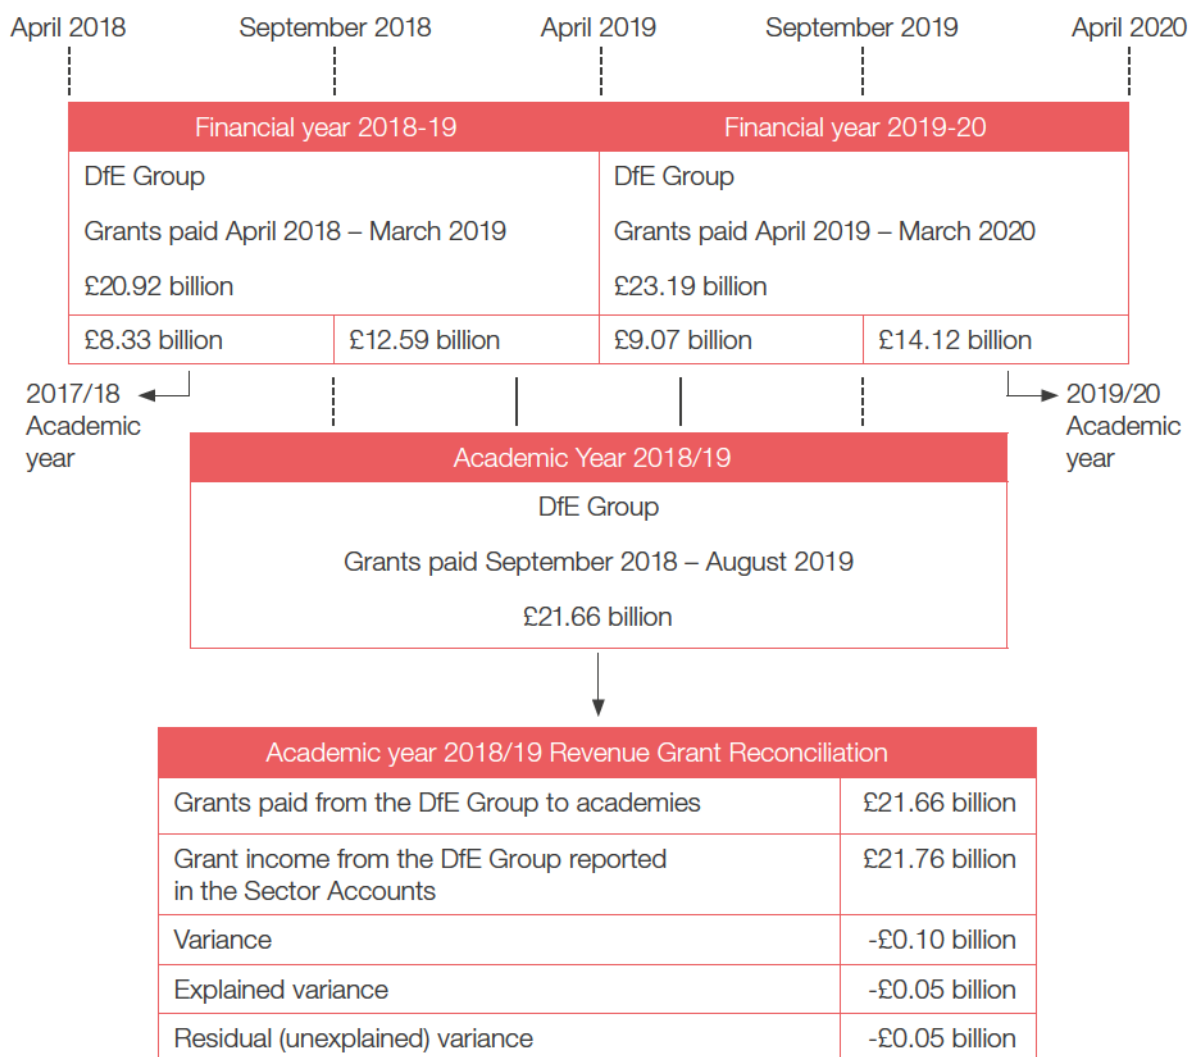 April 2018
September 2018
April 2019
September 2019
April 2020
Financial year 2018-19
Financial year 2019-20
DfE Group
Grants paid April 2018 – March 2019
£20.92 billion
DfE Group
Grants paid April 2019 – March 2020
£23.19 billion
£8.33 billion
£12.59 billion
£9.07 billion
£14.12 billion
2017/18
Academic
year
2019/20
Academic
year
Academic Year 2018/19
DfE Group
Grants paid September 2018 – August 2019
£21.66 billion
Academic year 2018/19 Revenue Grant Reconciliation
Grants paid from the DfE Group to academies
£21.66 billion
Grant income from the DfE Group reported
in the Sector Accounts
£21.76 billion
Variance
-£0.10 billion
Explained variance
-£0.05 billion
Residual (unexplained) variance
-£0.05 billion